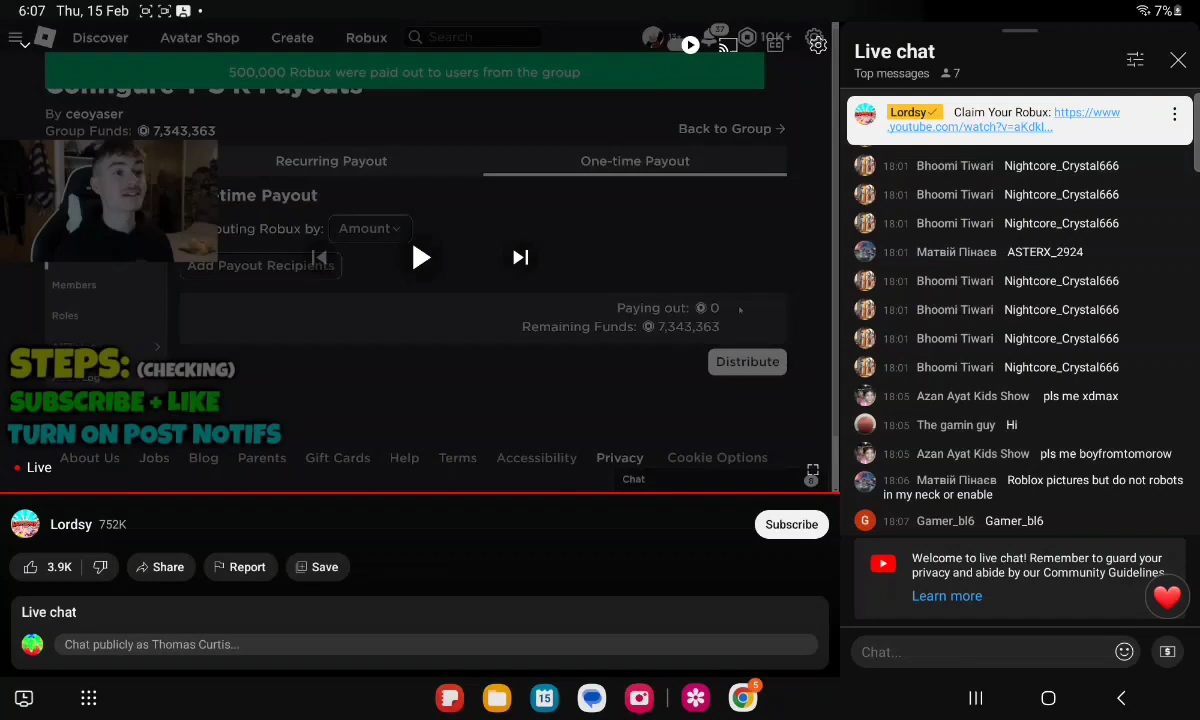 6:07 Thu, 15 Feb
7%
Discover Avatar Shop Create Robux Search
13+ 37 10K+
500,000 Robux were paid out to users from the group
By ceoyaser
Group Funds: 7,343,363
Back to Group
Recurring Payout One-time Payout
time Payout
uting Robux by: Amount
Add Payout Recipients
Members
Roles
Paying out: 0
Remaining Funds: 7,343,363
Distribute
STEPS: (CHECKING)
SUBSCRIBE + LIKE
TURN ON POST NOTIFS
About Us Jobs Blog Parents Gift Cards Help Terms Accessibility Privacy Cookie Options
Live
Chat
Lordsy 752K
Subscribe
3.9K Share Report Save
Live chat
Chat publicly as Thomas Curtis...
Live chat
Top messages 7
Lordsy Claim Your Robux: https://www
.youtube.com/watch?v=aKdkl...
18:01 Bhoomi Tiwari Nightcore_Crystal666
18:01 Bhoomi Tiwari Nightcore_Crystal666
18:01 Bhoomi Tiwari Nightcore_Crystal666
18:01 Матвій Пінаєв ASTERX_2924
18:01 Bhoomi Tiwari Nightcore_Crystal666
18:01 Bhoomi Tiwari Nightcore_Crystal666
18:01 Bhoomi Tiwari Nightcore_Crystal666
18:01 Bhoomi Tiwari Nightcore_Crystal666
18:05 Azan Ayat Kids Show pls me xdmax
18:05 The gamin guy Hi
18:05 Azan Ayat Kids Show pls me boyfromtomorow
18:06 Матвій Пінаєв Roblox pictures but do not robots
in my neck or enable
G 18:07 Gamer_bl6 Gamer_bl6
Welcome to live chat! Remember to guard your
privacy and abide by our Community Guidelines.
Learn more
Chat...
15
5